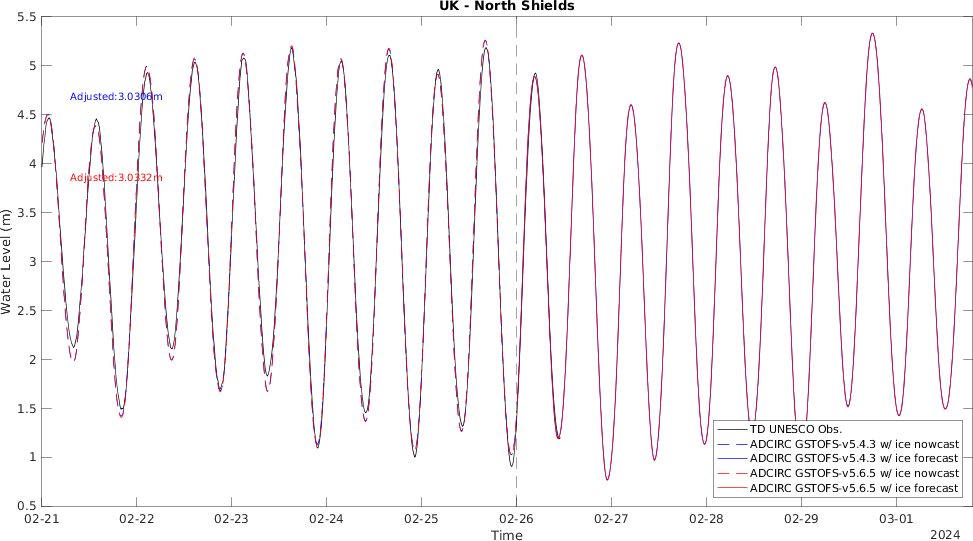 UK - North Shields
5.5
5
4.5
4
3.5
3
2.5
2
1.5
1
0.5
Water Level (m)
Adjusted:3.0306m
Adjusted:3.0332m
TD UNESCO Obs.
ADCIRC GSTOFS-v5.4.3 w/ ice nowcast
ADCIRC GSTOFS-v5.4.3 w/ ice forecast
ADCIRC GSTOFS-v5.6.5 w/ ice nowcast
ADCIRC GSTOFS-v5.6.5 w/ ice forecast
02-21 02-22 02-23 02-24 02-25 02-26 02-27 02-28 02-29 03-01
Time
2024